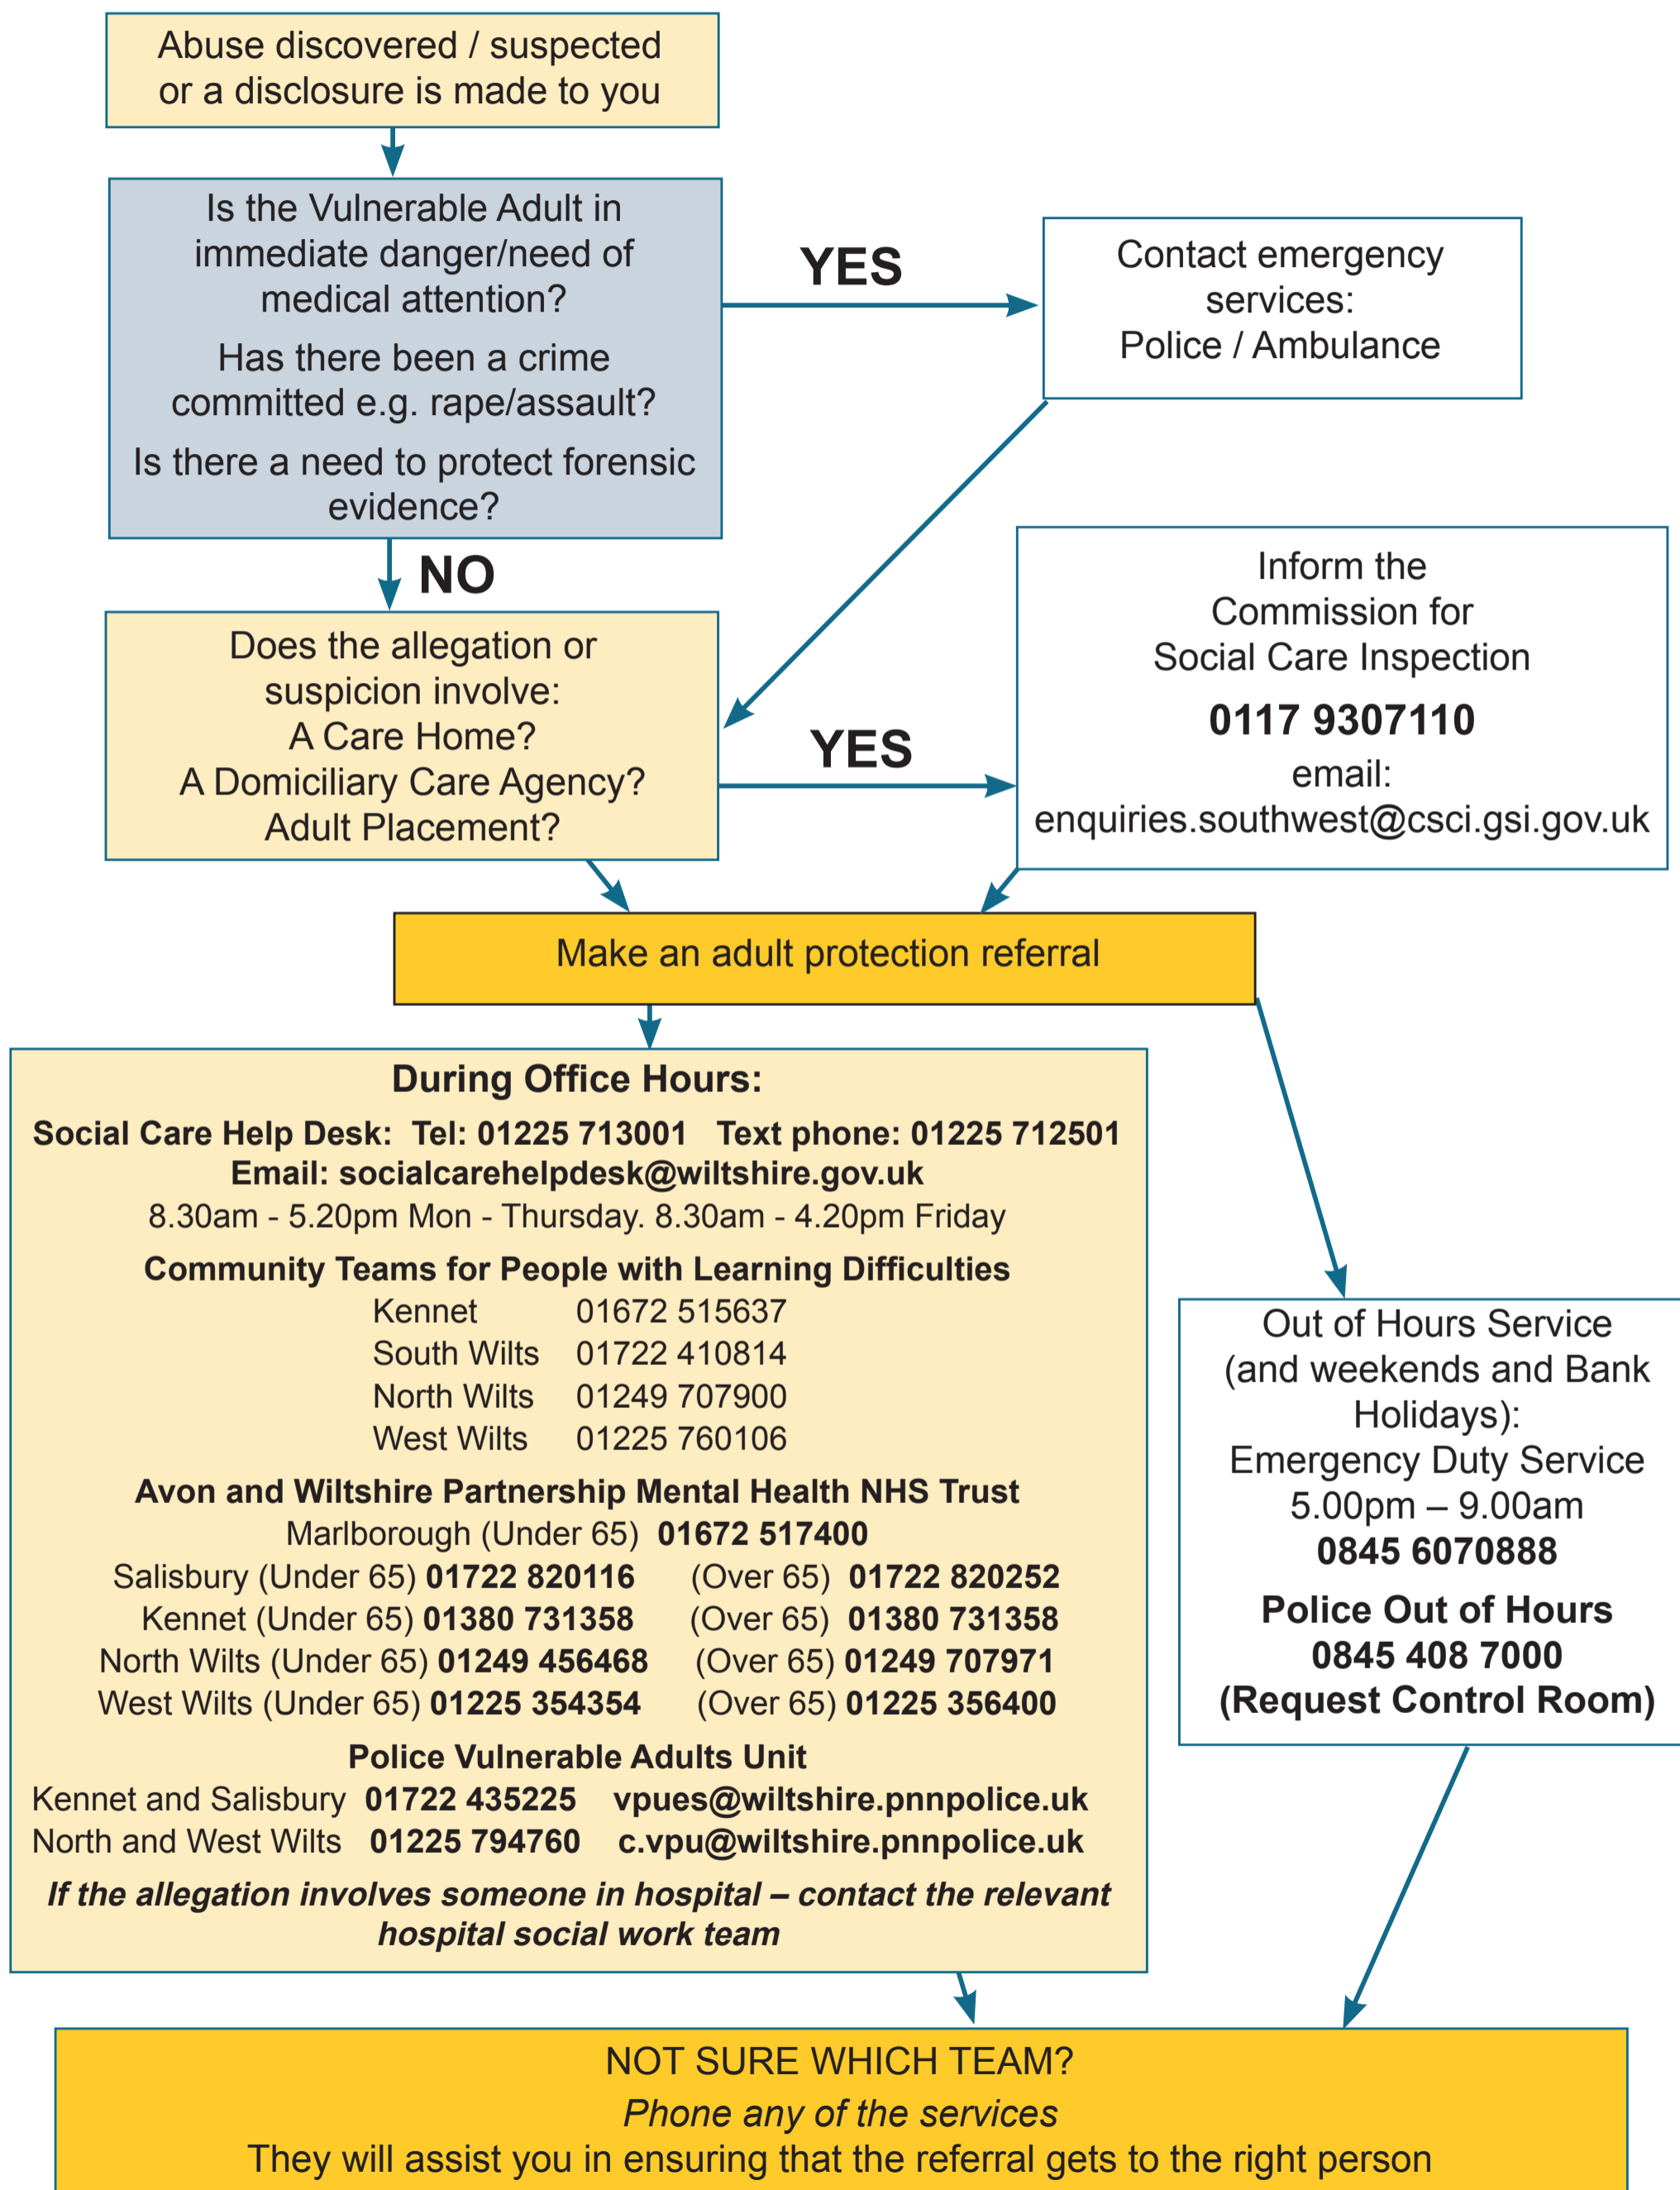 Abuse discovered / suspected
or a disclosure is made to you
Is the Vulnerable Adult in
immediate danger/need of
medical attention?
Has there been a crime
committed e.g. rape/assault?
Is there a need to protect forensic
evidence?
YES
Contact emergency
services:
Police / Ambulance
NO
Does the allegation or
suspicion involve:
A Care Home?
A Domiciliary Care Agency?
Adult Placement?
YES
Inform the
Commission for
Social Care Inspection
0117 9307110
email:
enquiries.southwest@csci.gsi.gov.uk
Make an adult protection referral
During Office Hours:
Social Care Help Desk: Tel: 01225 713001 Text phone: 01225 712501
Email: socialcarehelpdesk@wiltshire.gov.uk
8.30am - 5.20pm Mon - Thursday. 8.30am - 4.20pm Friday
Community Teams for People with Learning Difficulties
Kennet 01672 515637
South Wilts 01722 410814
North Wilts 01249 707900
West Wilts 01225 760106
Avon and Wiltshire Partnership Mental Health NHS Trust
Marlborough (Under 65) 01672 517400
Salisbury (Under 65) 01722 820116 (Over 65) 01722 820252
Kennet (Under 65) 01380 731358 (Over 65) 01380 731358
North Wilts (Under 65) 01249 456468 (Over 65) 01249 707971
West Wilts (Under 65) 01225 354354 (Over 65) 01225 356400
Police Vulnerable Adults Unit
Kennet and Salisbury 01722 435225 vpues@wiltshire.pnnpolice.uk
North and West Wilts 01225 794760 c.vpu@wiltshire.pnnpolice.uk
If the allegation involves someone in hospital – contact the relevant
hospital social work team
Out of Hours Service
(and weekends and Bank
Holidays):
Emergency Duty Service
5.00pm – 9.00am
0845 6070888
Police Out of Hours
0845 408 7000
(Request Control Room)
NOT SURE WHICH TEAM?
Phone any of the services
They will assist you in ensuring that the referral gets to the right person